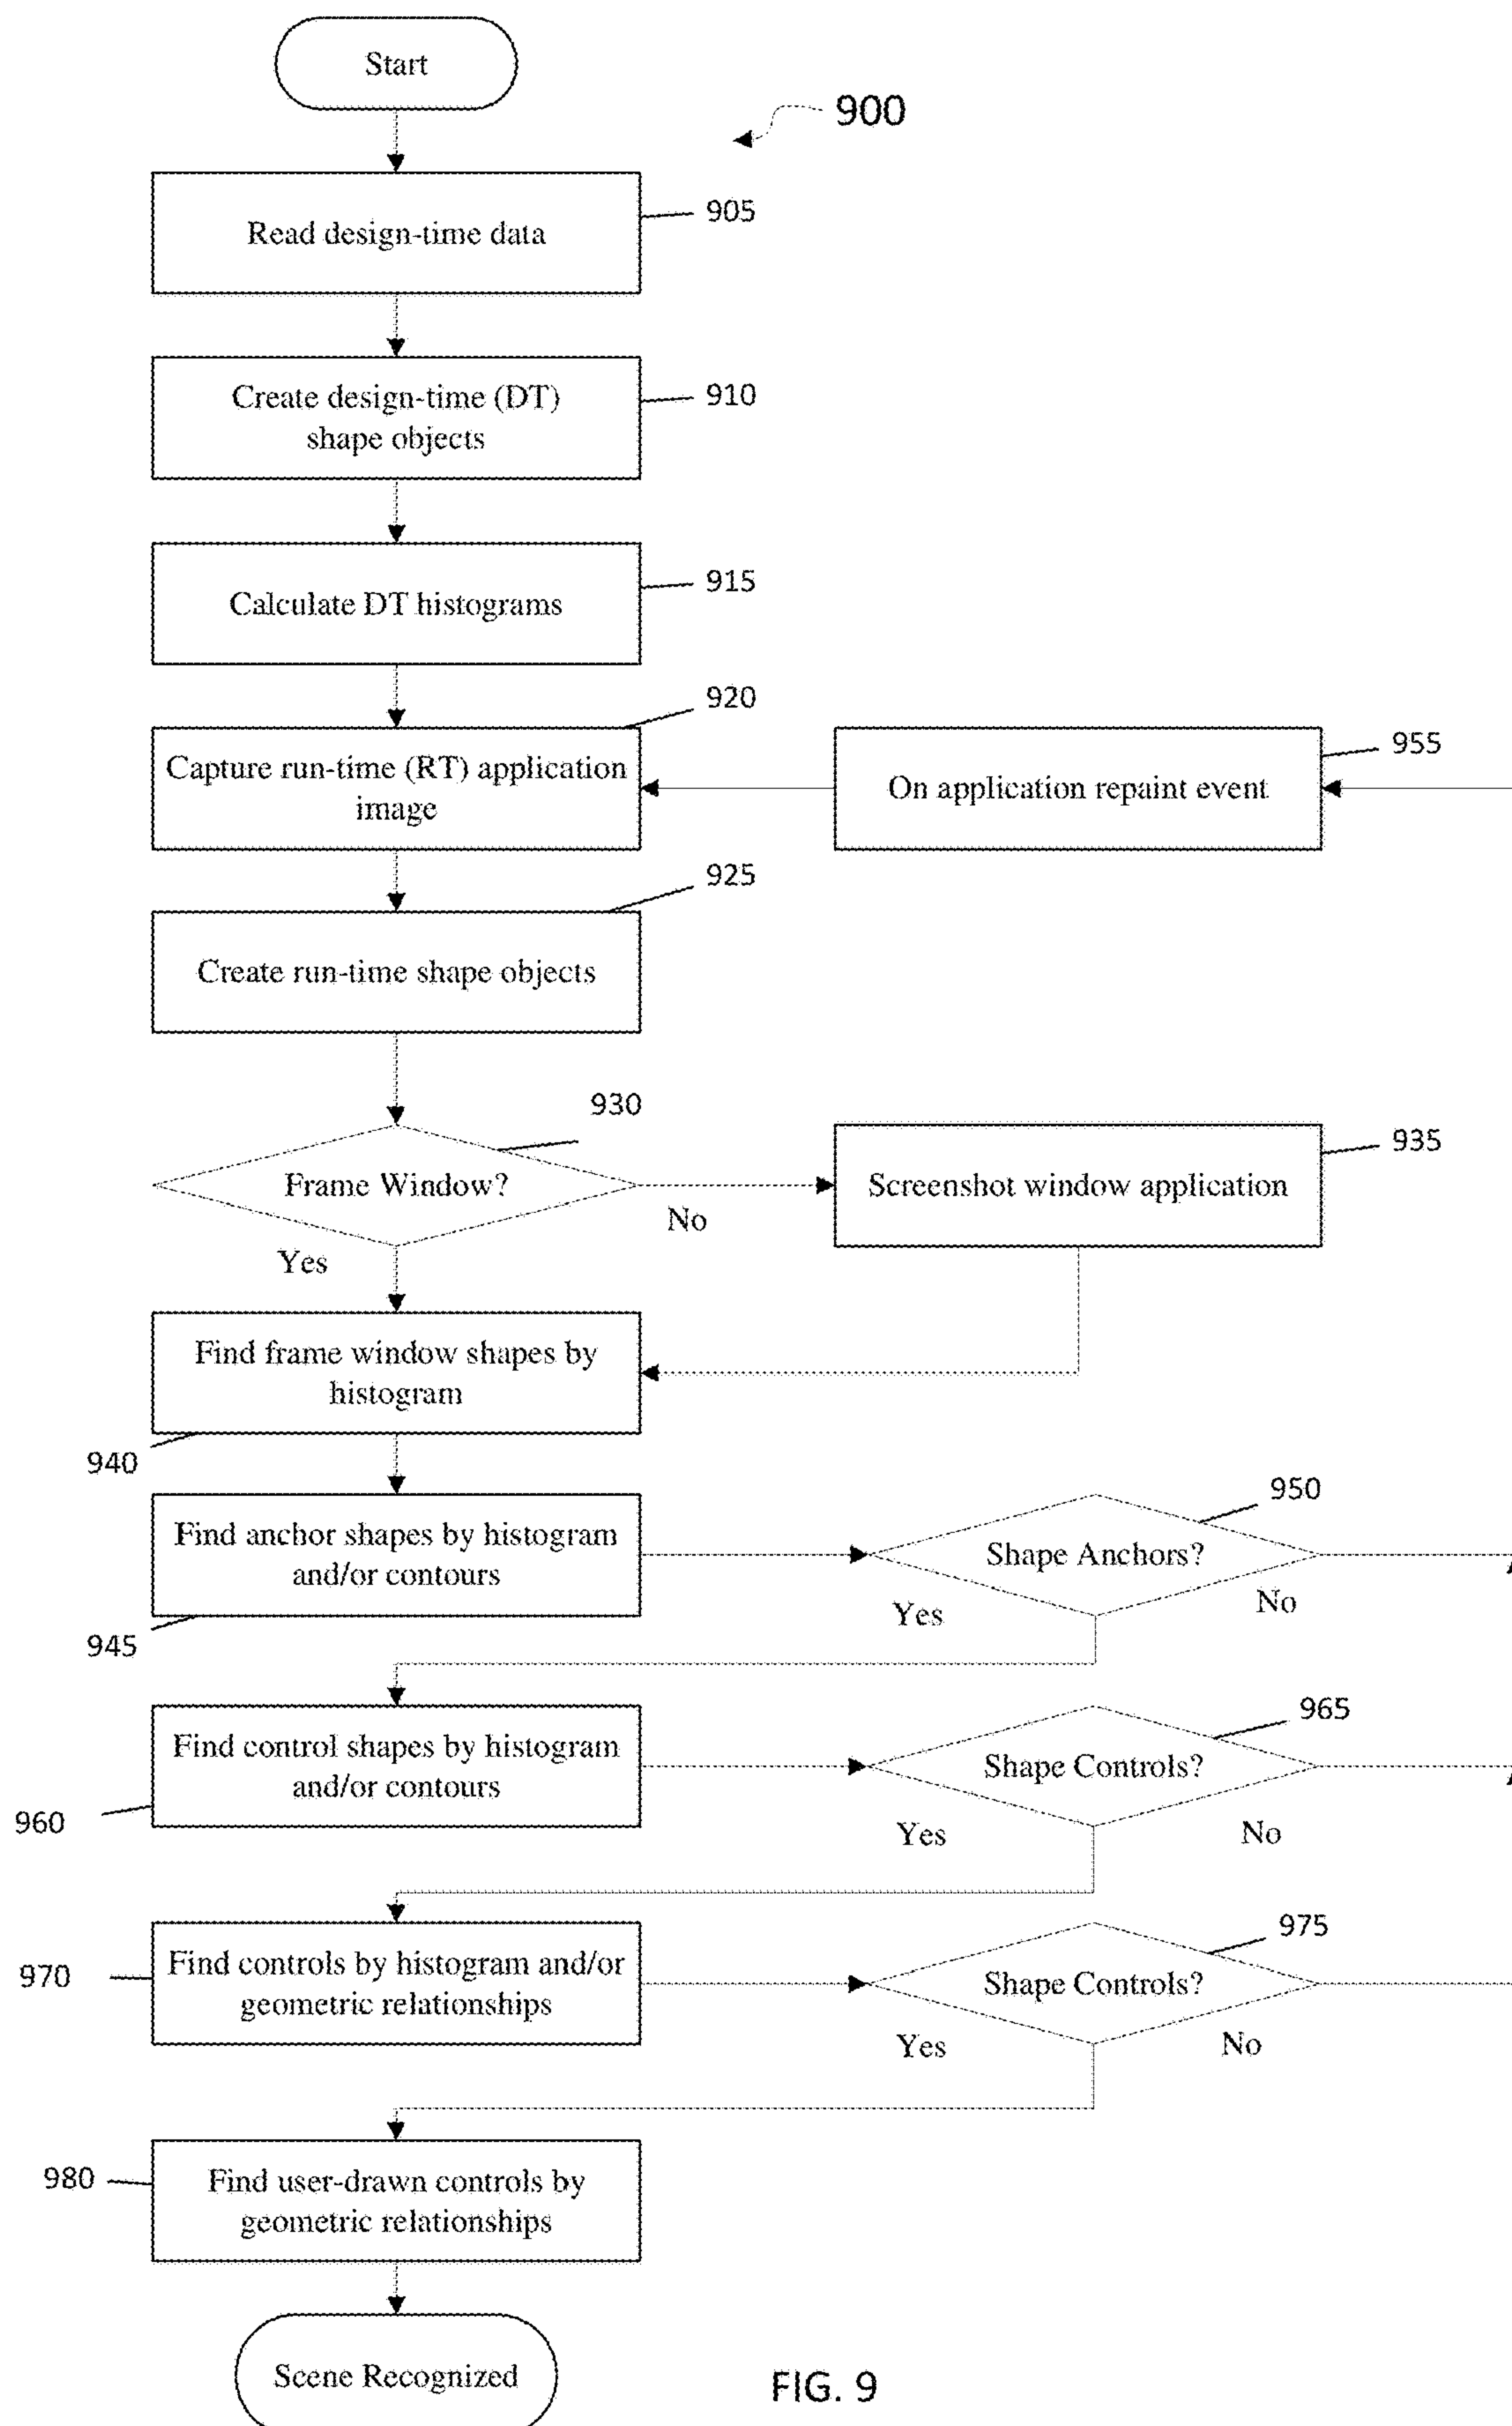 Start
900
Read design-time data
905
Create design-time (DT)
shape objects
910
Calculate DT histograms
915
920
Capture run-time (RT) application
image
On application repaint event
955
925
Create run-time shape objects
930
Frame Window?
No
Yes
Screenshot window application
935
Find frame window shapes by
histogram
940
Find anchor shapes by histogram
and/or contours
945
950
Shape Anchors?
Yes
No
Find control shapes by histogram
and/or contours
960
965
Shape Controls?
Yes
No
970
Find controls by histogram and/or
geometric relationships
975
Shape Controls?
Yes
No
980
Find user-drawn controls by
geometric relationships
Scene Recognized
FIG. 9